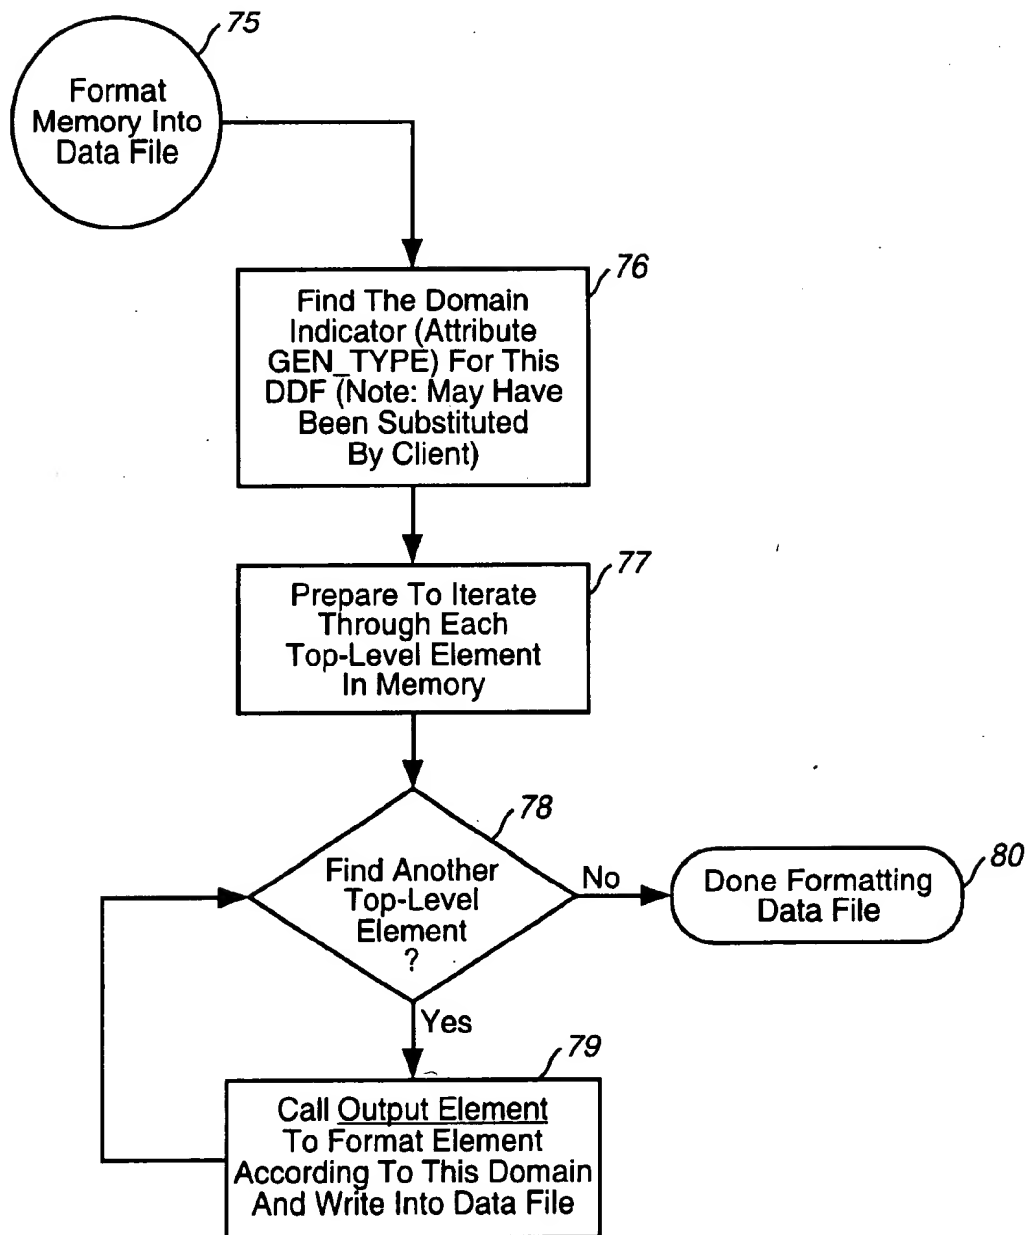 75
Format
Memory Into
Data File
76
Find The Domain
Indicator (Attribute
GEN_TYPE) For This
DDF (Note: May Have
Been Substituted
By Client)
77
Prepare To Iterate
Through Each
Top-Level Element
In Memory
78
Find Another
Top-Level
Element
?
No
80
Done Formatting
Data File
Yes
79
Call Output Element
To Format Element
According To This Domain
And Write Into Data File